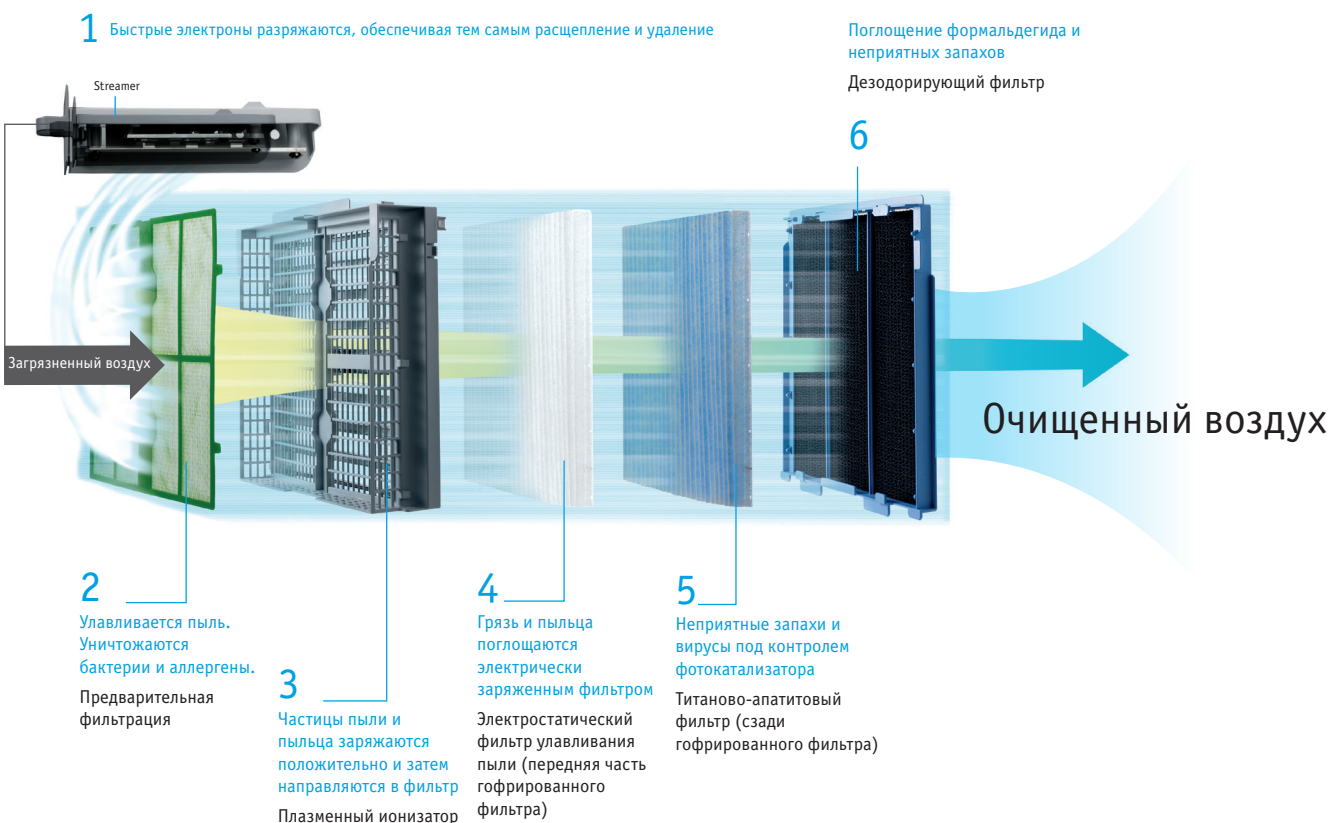 1 Быстрые электроны разряжаются, обеспечивая тем самым расщепление и удаление
Streamer
Поглощение формальдегида и
неприятных запахов
Дезодорирующий фильтр
6
Загрязненный воздух
Очищенный воздух
2
Улавливается пыль.
Уничтожаются
бактерии и аллергены.
Предварительная
фильтрация
3
Частицы пыли и
пыльца заряжаются
положительно и затем
направляются в фильтр
Плазменный ионизатор
4
Грязь и пыльца
поглощаются
электрически
заряженным фильтром
Электростатический
фильтр улавливания
пыли (передняя часть
гофрированного
фильтра)
5
Неприятные запахи и
вирусы под контролем
фотокатализатора
Титаново-апатитовый
фильтр (сзади
гофрированного фильтра)